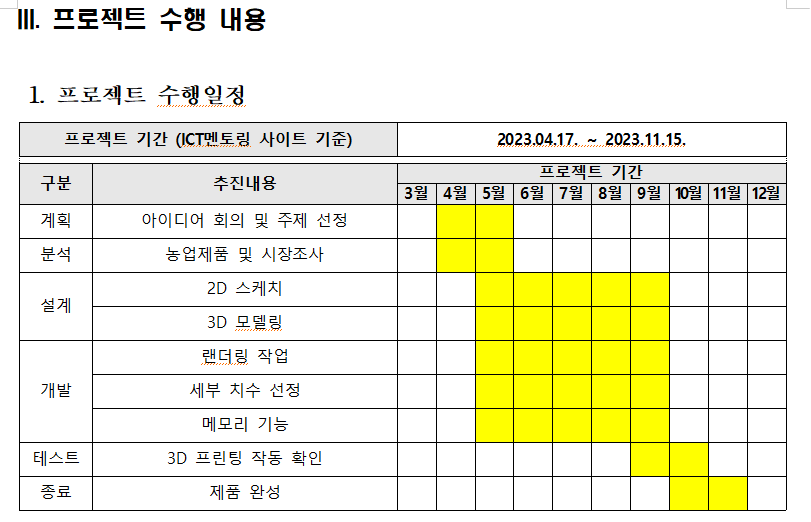 Ⅲ. 프로젝트 수행 내용
1. 프로젝트 수행일정
프로젝트 기간 (ICT멘토링 사이트 기준) 2023.04.17. ~ 2023.11.15.
구분 추진내용 프로젝트 기간
3월 4월 5월 6월 7월 8월 9월 10월 11월 12월
계획 아이디어 회의 및 주제 선정
분석 농업제품 및 시장조사
설계 2D 스케치
3D 모델링
개발 랜더링 작업
세부 치수 선정
메모리 기능
테스트 3D 프린팅 작동 확인
종료 제품 완성